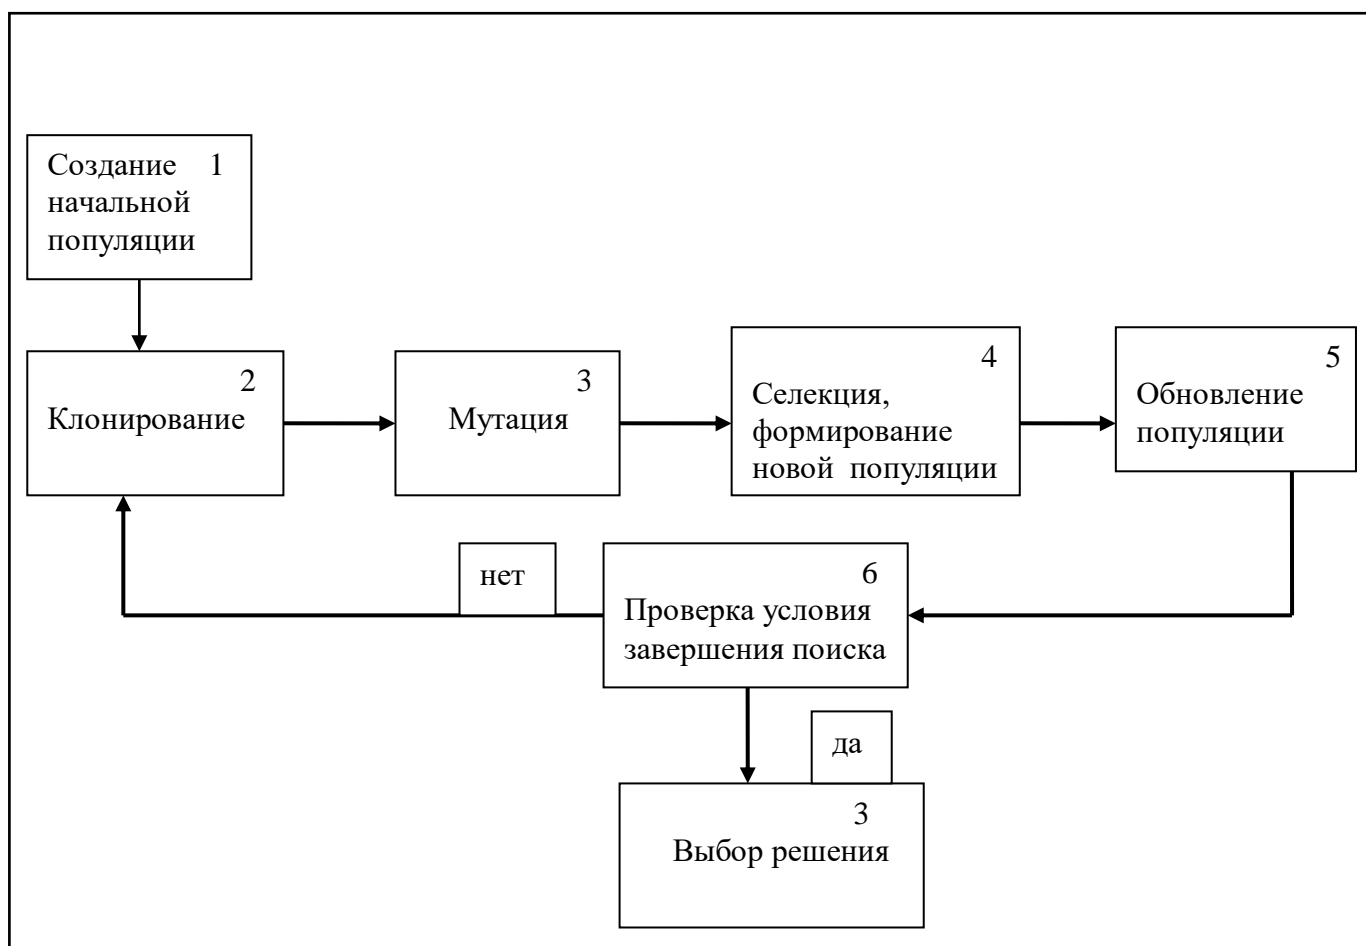 Создание 1
начальной
популяции
2
Клонирование
3
Мутация
4
Селекция,
формирование
новой популяции
5
Обновление
популяции
нет
6
Проверка условия
завершения поиска
да
3
Выбор решения